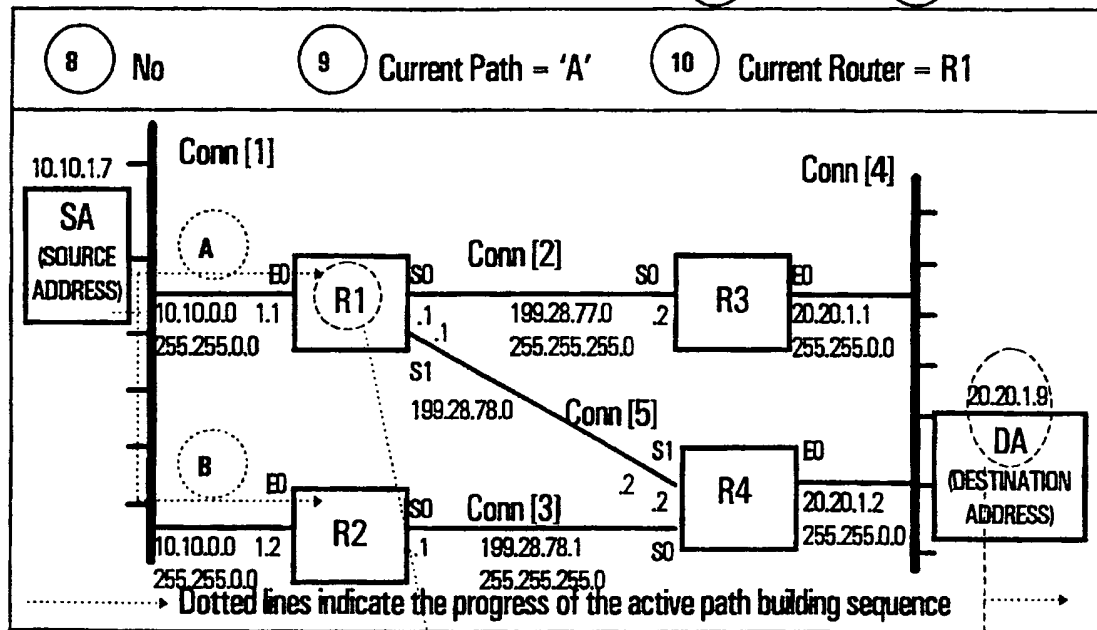 8 No 9 Current Path = 'A' 10 Current Router = R1
Conn [1]
10.10.1.7
Conn [4]
SA
(SOURCE
ADDRESS)
A
Conn [2]
E0
R1
S0
S0
R3
E0
10.10.0.0 1.1
.1
.1
199.28.77.0
.2
20.20.1.1
255.255.0.0
255.255.255.0
255.255.0.0
S1
199.28.78.0
Conn [5]
20.20.1.9
DA
(DESTINATION
ADDRESS)
B
E0
S1
R4
E0
.2
.2
R2
S0
Conn [3]
20.20.1.2
10.10.0.0 1.2
.1
199.28.78.1
S0
255.255.0.0
255.255.0.0
255.255.255.0
Dotted lines indicate the progress of the active path building sequence